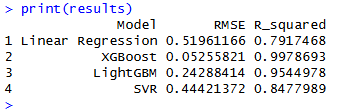 > print(results)
Model RMSE R_squared
1 Linear Regression 0.51961166 0.7917468
2 XGBoost 0.05255821 0.9978693
3 LightGBM 0.24288414 0.9544978
4 SVR 0.44421372 0.8477989
>